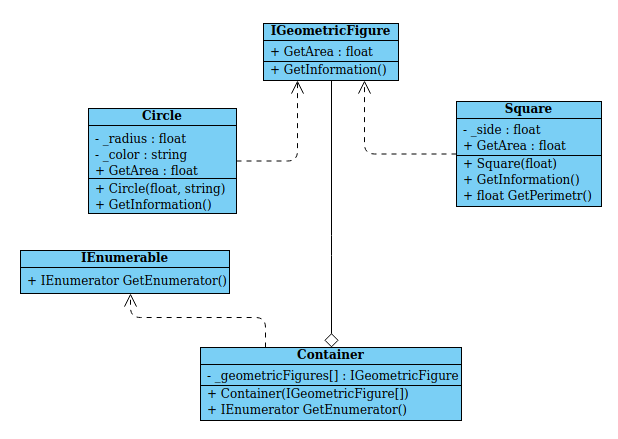 IGeometricFigure
+ GetArea : float
+ GetInformation()
Circle
- _radius : float
- _color : string
+ GetArea : float
+ Circle(float, string)
+ GetInformation()
Square
- _side : float
+ GetArea : float
+ Square(float)
+ GetInformation()
+ float GetPerimetr()
IEnumerable
+ IEnumerator GetEnumerator()
Container
- _geometricFigures[] : IGeometricFigure
+ Container(IGeometricFigure[])
+ IEnumerator GetEnumerator()